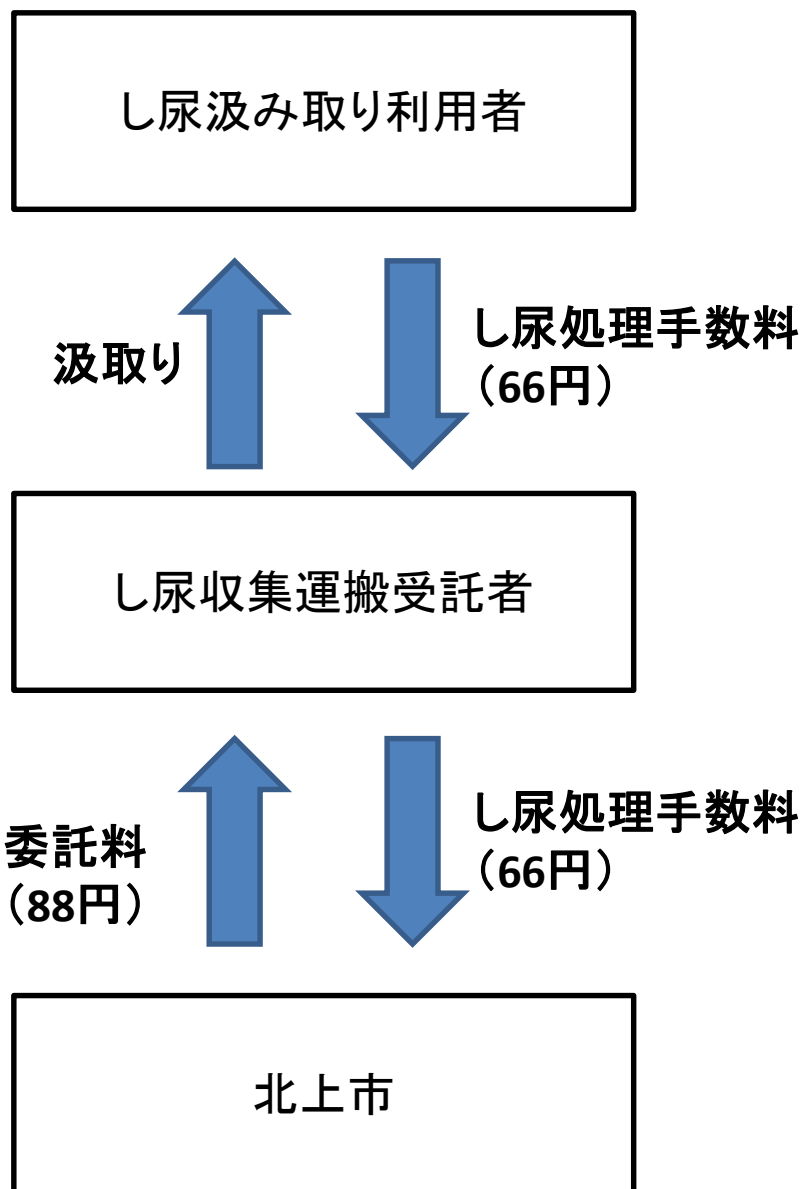 し尿汲み取り利用者
汲取り
し尿処理手数料
（66円）
し尿収集運搬受託者
委託料
（88円）
し尿処理手数料
（66円）
北上市